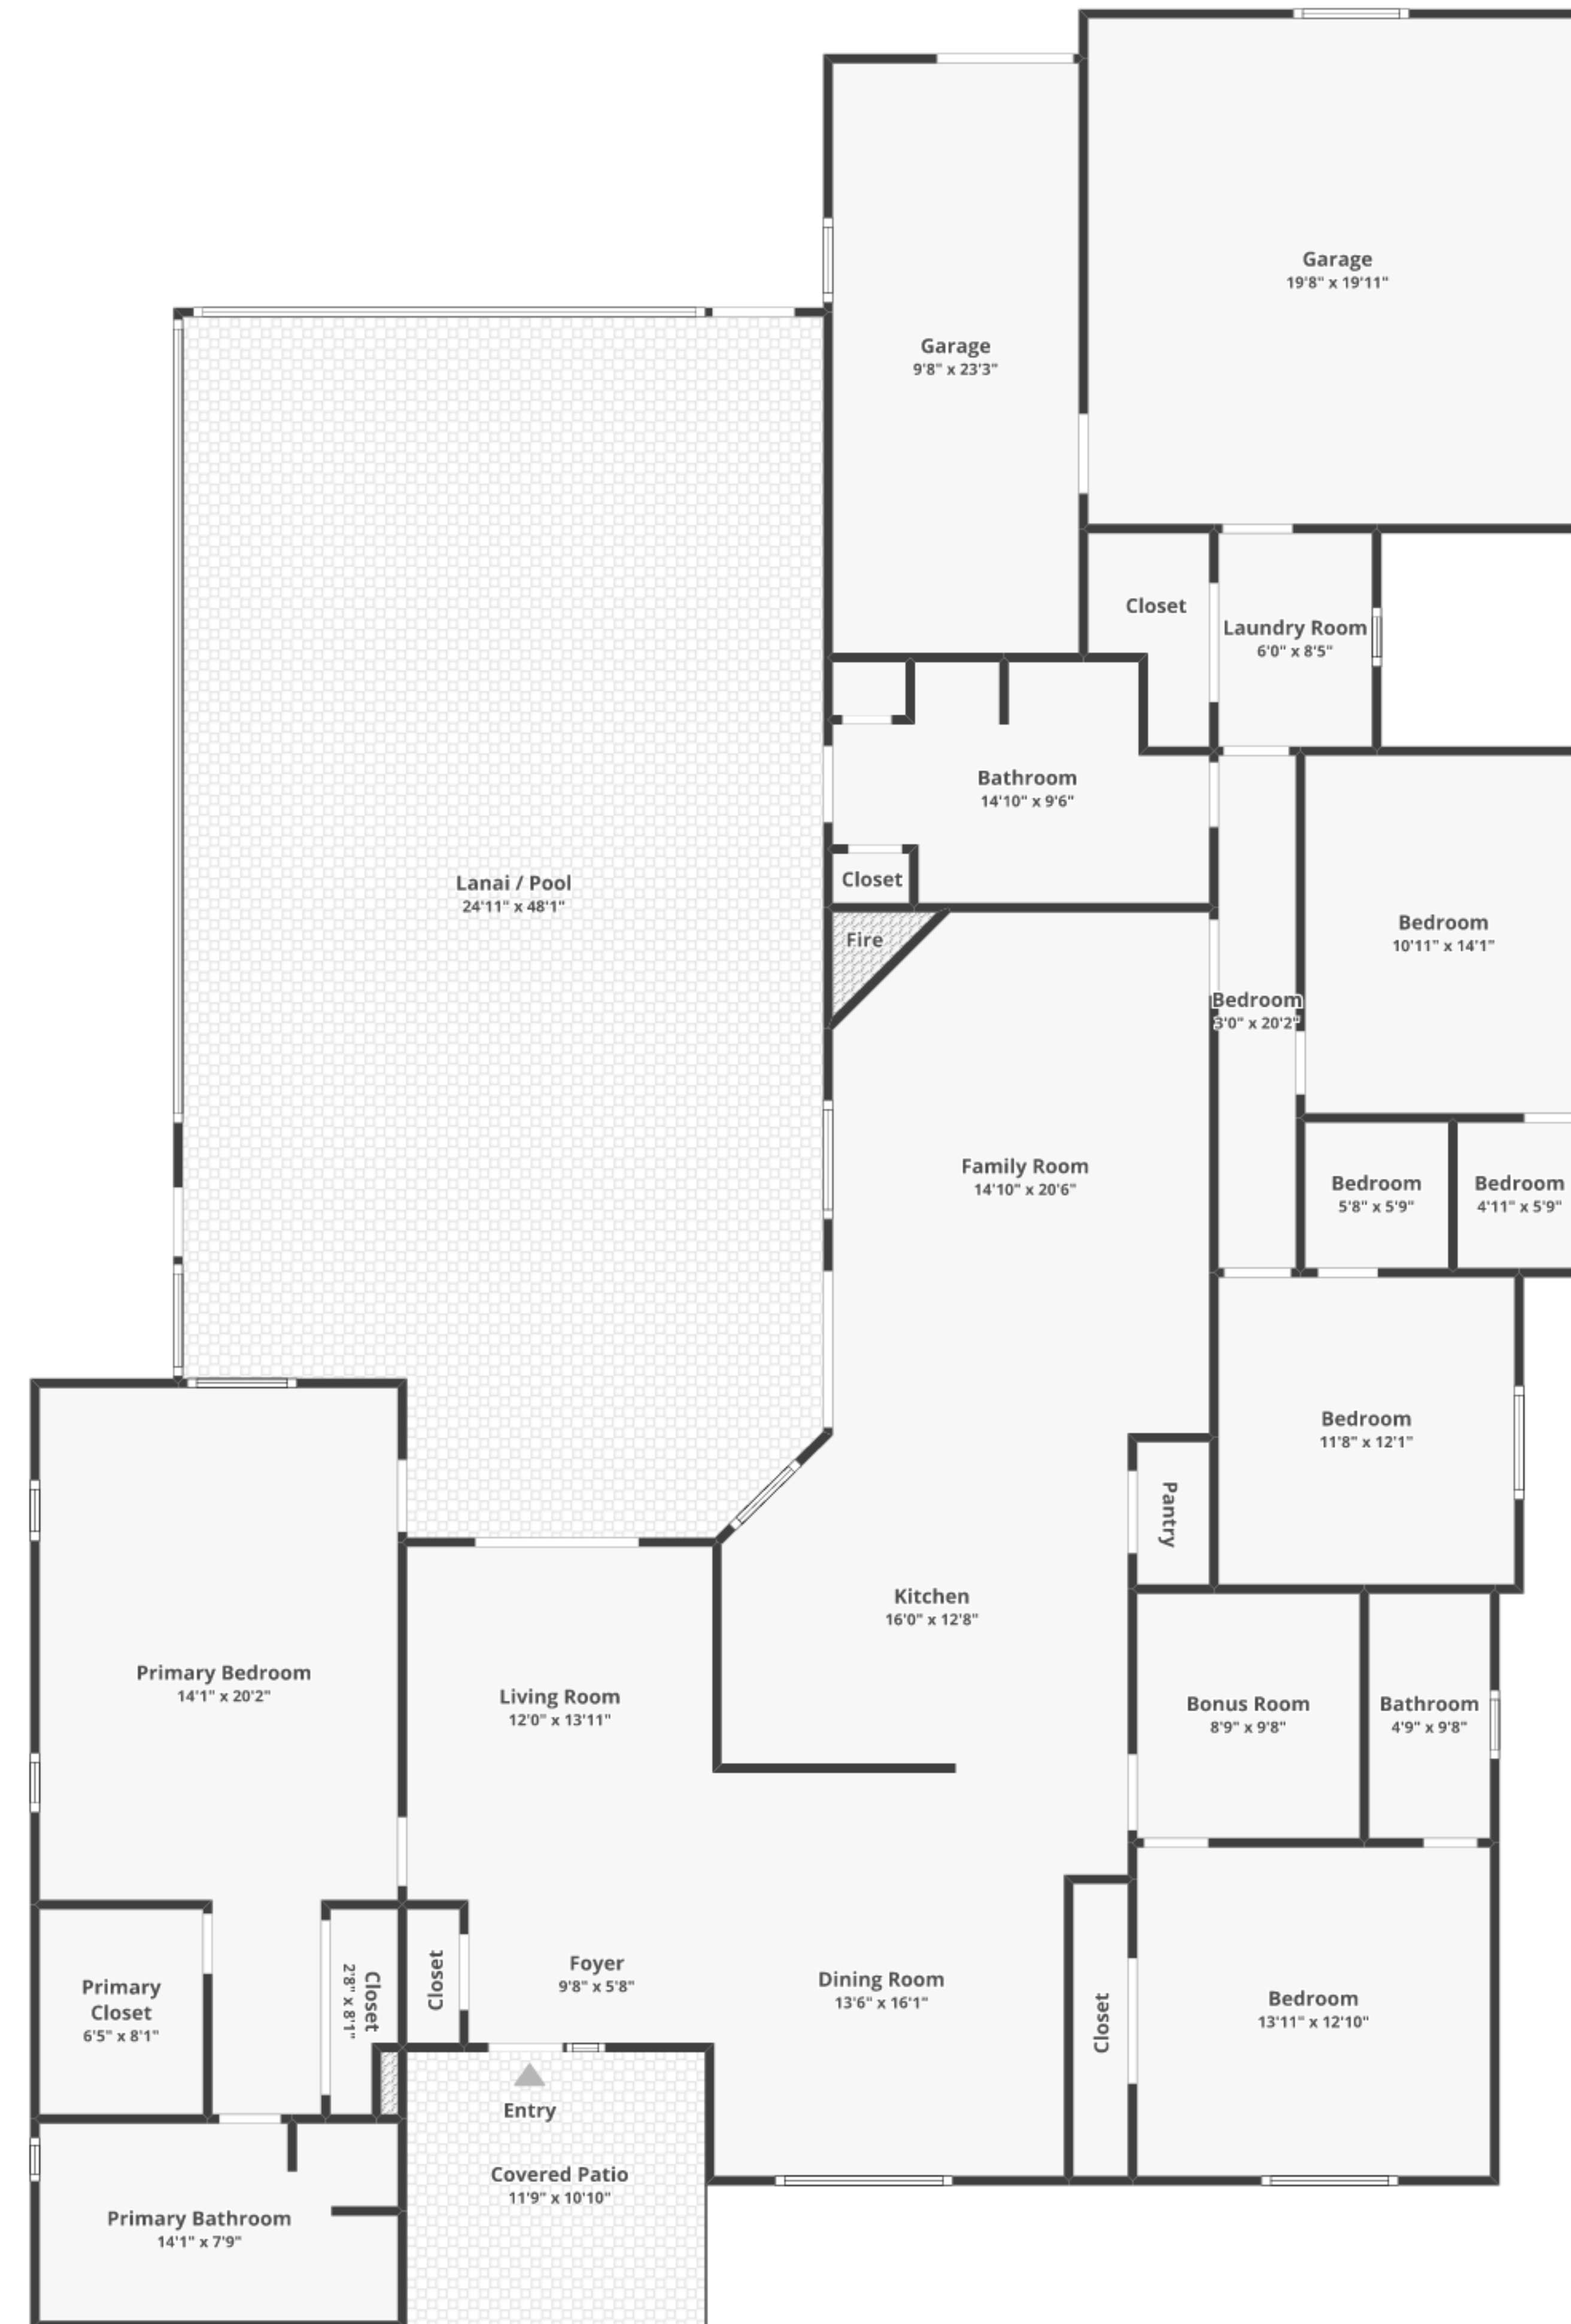 Garage
19'8" x 19'11"
Garage
9'8" x 23'3"
Closet
Laundry Room
6'0" x 8'5"
Bathroom
14'10" x 9'6"
Closet
Lanai / Pool
24'11" x 48'1"
Fire
Bedroom
10'11" x 14'1"
Bedroom
3'0" x 20'2"
Family Room
14'10" x 20'6"
Bedroom
5'8" x 5'9"
Bedroom
4'11" x 5'9"
Bedroom
11'8" x 12'1"
Pantry
Kitchen
16'0" x 12'8"
Primary Bedroom
14'1" x 20'2"
Living Room
12'0" x 13'11"
Bonus Room
8'9" x 9'8"
Bathroom
4'9" x 9'8"
Primary
Closet
6'5" x 8'1"
Closet
2'8" x 8'1"
Closet
Foyer
9'8" x 5'8"
Dining Room
13'6" x 16'1"
Closet
Bedroom
13'11" x 12'10"
Entry
Covered Patio
11'9" x 10'10"
Primary Bathroom
14'1" x 7'9"